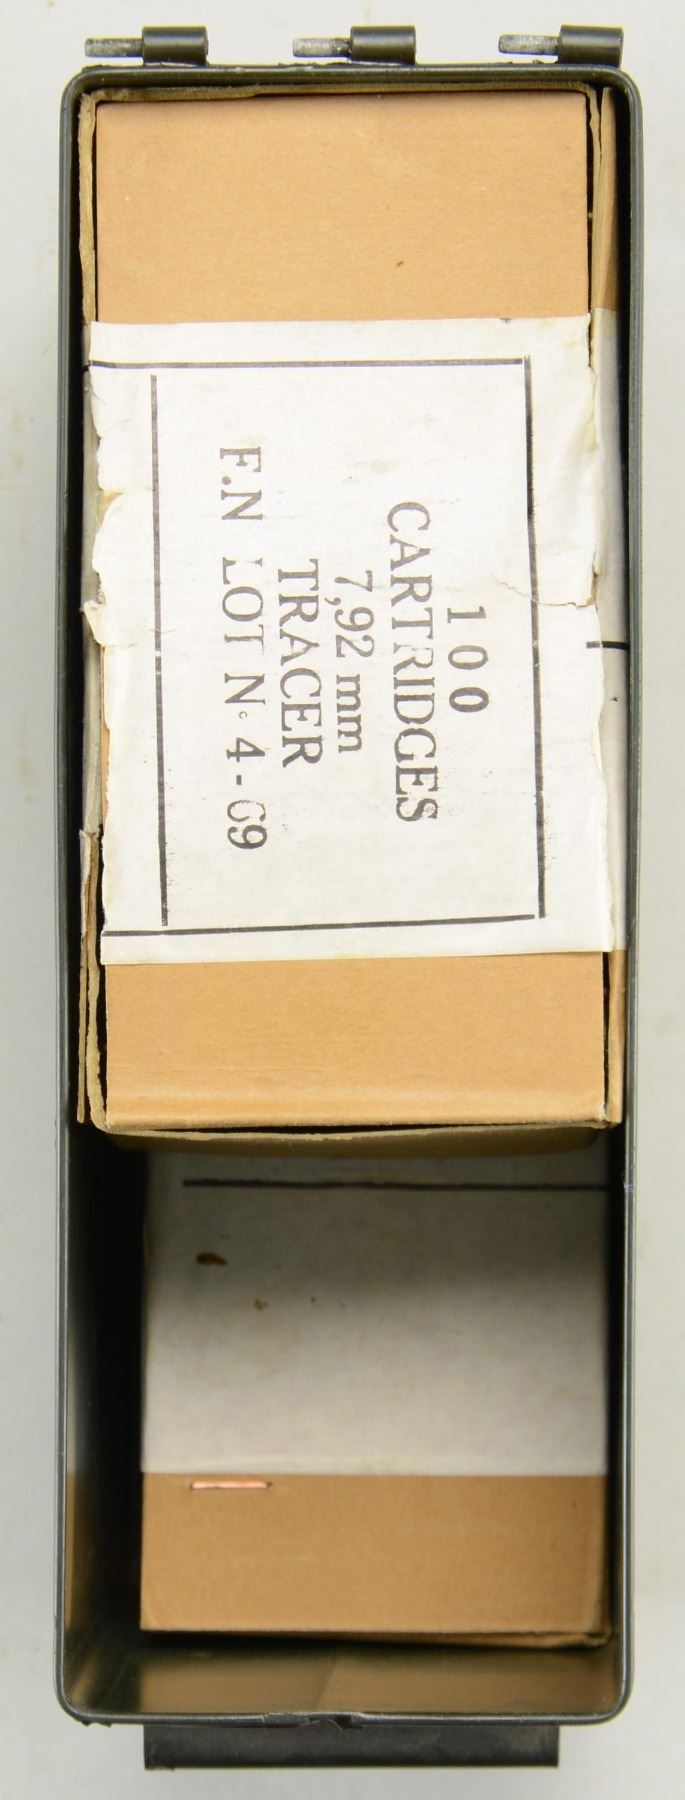 100
CARTRIDGES
7,92 mm
TRACER
F.N LOT N. 4-69